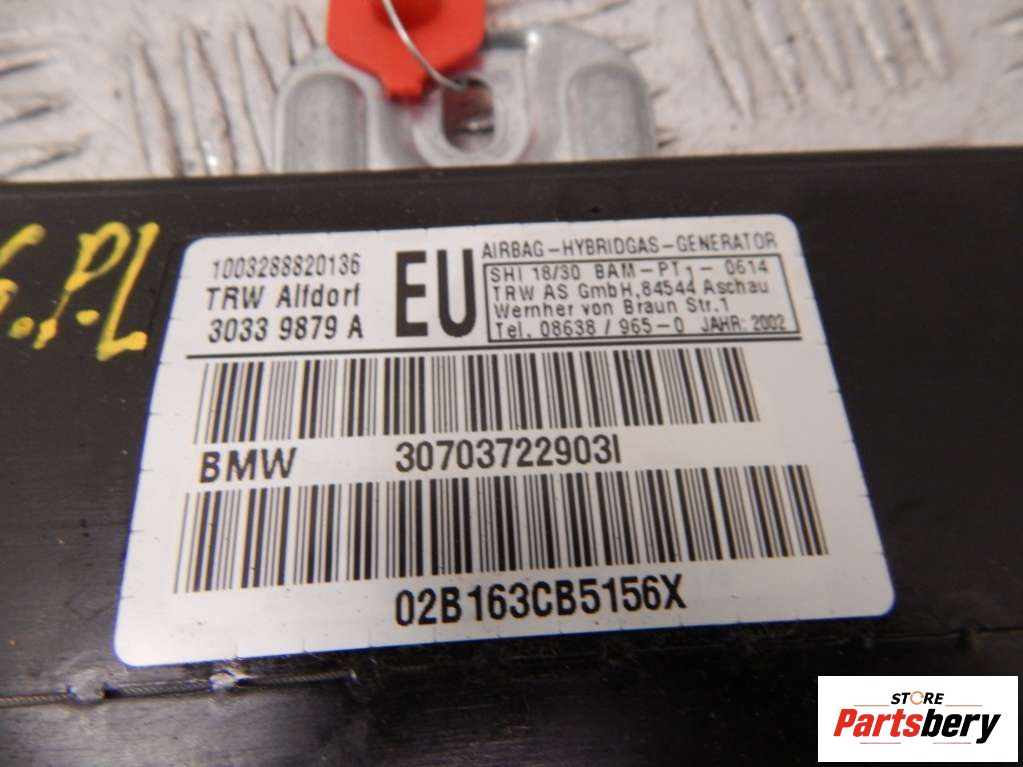 1003288820136
TRW Alfdorf
3033 9879 A
EU
AIRBAG-HYBRIDGAS-GENERATOR
SHI 18/30 BAM-PT1-0614
TRW AS GmbH, 84544 Aschau
Wernher von Braun Str.1
Tel. 08638 / 965-0 JAHR: 2002
BMW 30703722903I
02B163CB5156X
STORE
Partsbery